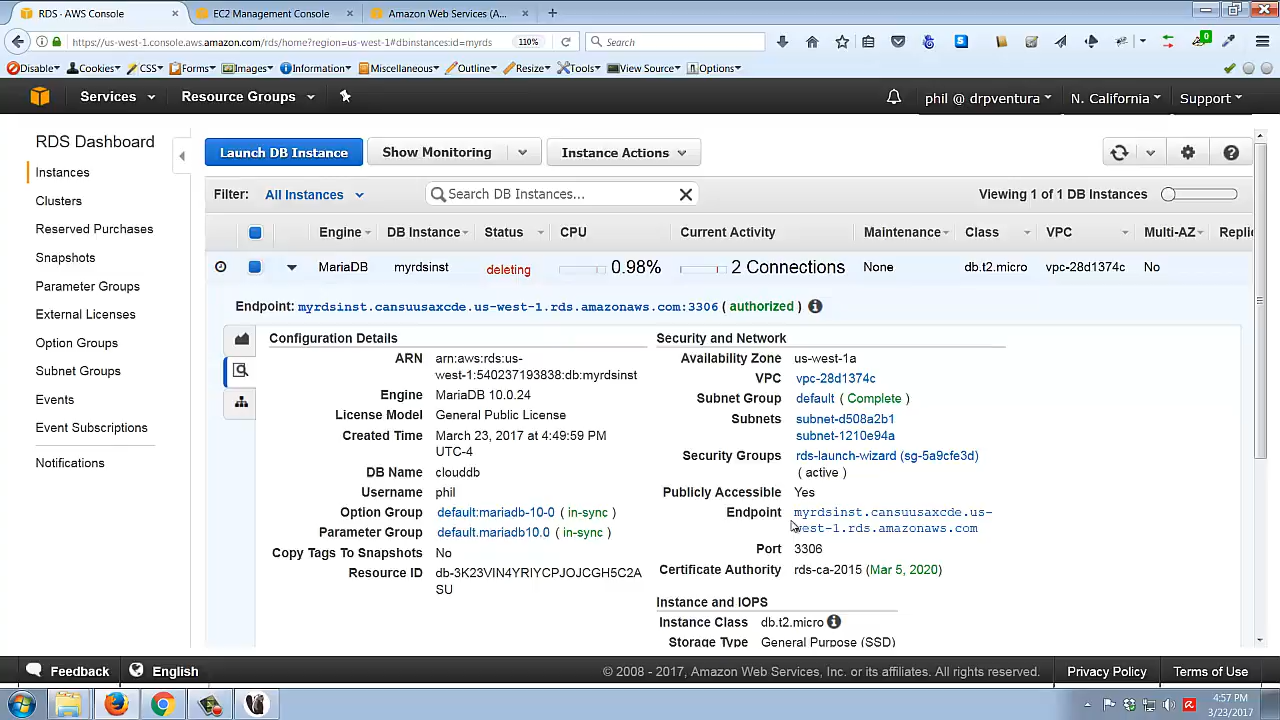 RDS - AWS Console
EC2 Management Console
Amazon Web Services (A...
https://us-west-1.console.aws.amazon.com/rds/home?region=us-west-1#dbinstances:id=myrds
110%
Search
0
Disable
Cookies
CSS
Forms
Images
Information
Miscellaneous
Outline
Resize
Tools
View Source
Options
Services
Resource Groups
phil @ drpventura
N. California
Support
RDS Dashboard
Instances
Clusters
Reserved Purchases
Snapshots
Parameter Groups
External Licenses
Option Groups
Subnet Groups
Events
Event Subscriptions
Notifications
Launch DB Instance
Show Monitoring
Instance Actions
Filter: All Instances
Search DB Instances...
Viewing 1 of 1 DB Instances
Engine DB Instance Status CPU Current Activity Maintenance Class VPC Multi-AZ Replic
MariaDB myrdsinst deleting 0.98% 2 Connections None db.t2.micro vpc-28d1374c No
Endpoint: myrdsinst.cansuusaxcde.us-west-1.rds.amazonaws.com:3306 ( authorized )
Configuration Details
ARN arn:aws:rds:us-
west-1:540237193838:db:myrdsinst
Engine MariaDB 10.0.24
License Model General Public License
Created Time March 23, 2017 at 4:49:59 PM
UTC-4
DB Name clouddb
Username phil
Option Group default:mariadb-10-0 ( in-sync )
Parameter Group default.mariadb10.0 ( in-sync )
Copy Tags To Snapshots No
Resource ID db-3K23VIN4YRIYCPJOJCGH5C2A
SU
Security and Network
Availability Zone us-west-1a
VPC vpc-28d1374c
Subnet Group default ( Complete )
Subnets subnet-d508a2b1
subnet-1210e94a
Security Groups rds-launch-wizard (sg-5a9cfe3d)
( active )
Publicly Accessible Yes
Endpoint myrdsinst.cansuusaxcde.us-
west-1.rds.amazonaws.com
Port 3306
Certificate Authority rds-ca-2015 (Mar 5, 2020)
Instance and IOPS
Instance Class db.t2.micro
Storage Type General Purpose (SSD)
Feedback
English
© 2008 - 2017, Amazon Web Services, Inc. or its affiliates. All rights reserved.
Privacy Policy
Terms of Use
4:57 PM
3/23/2017